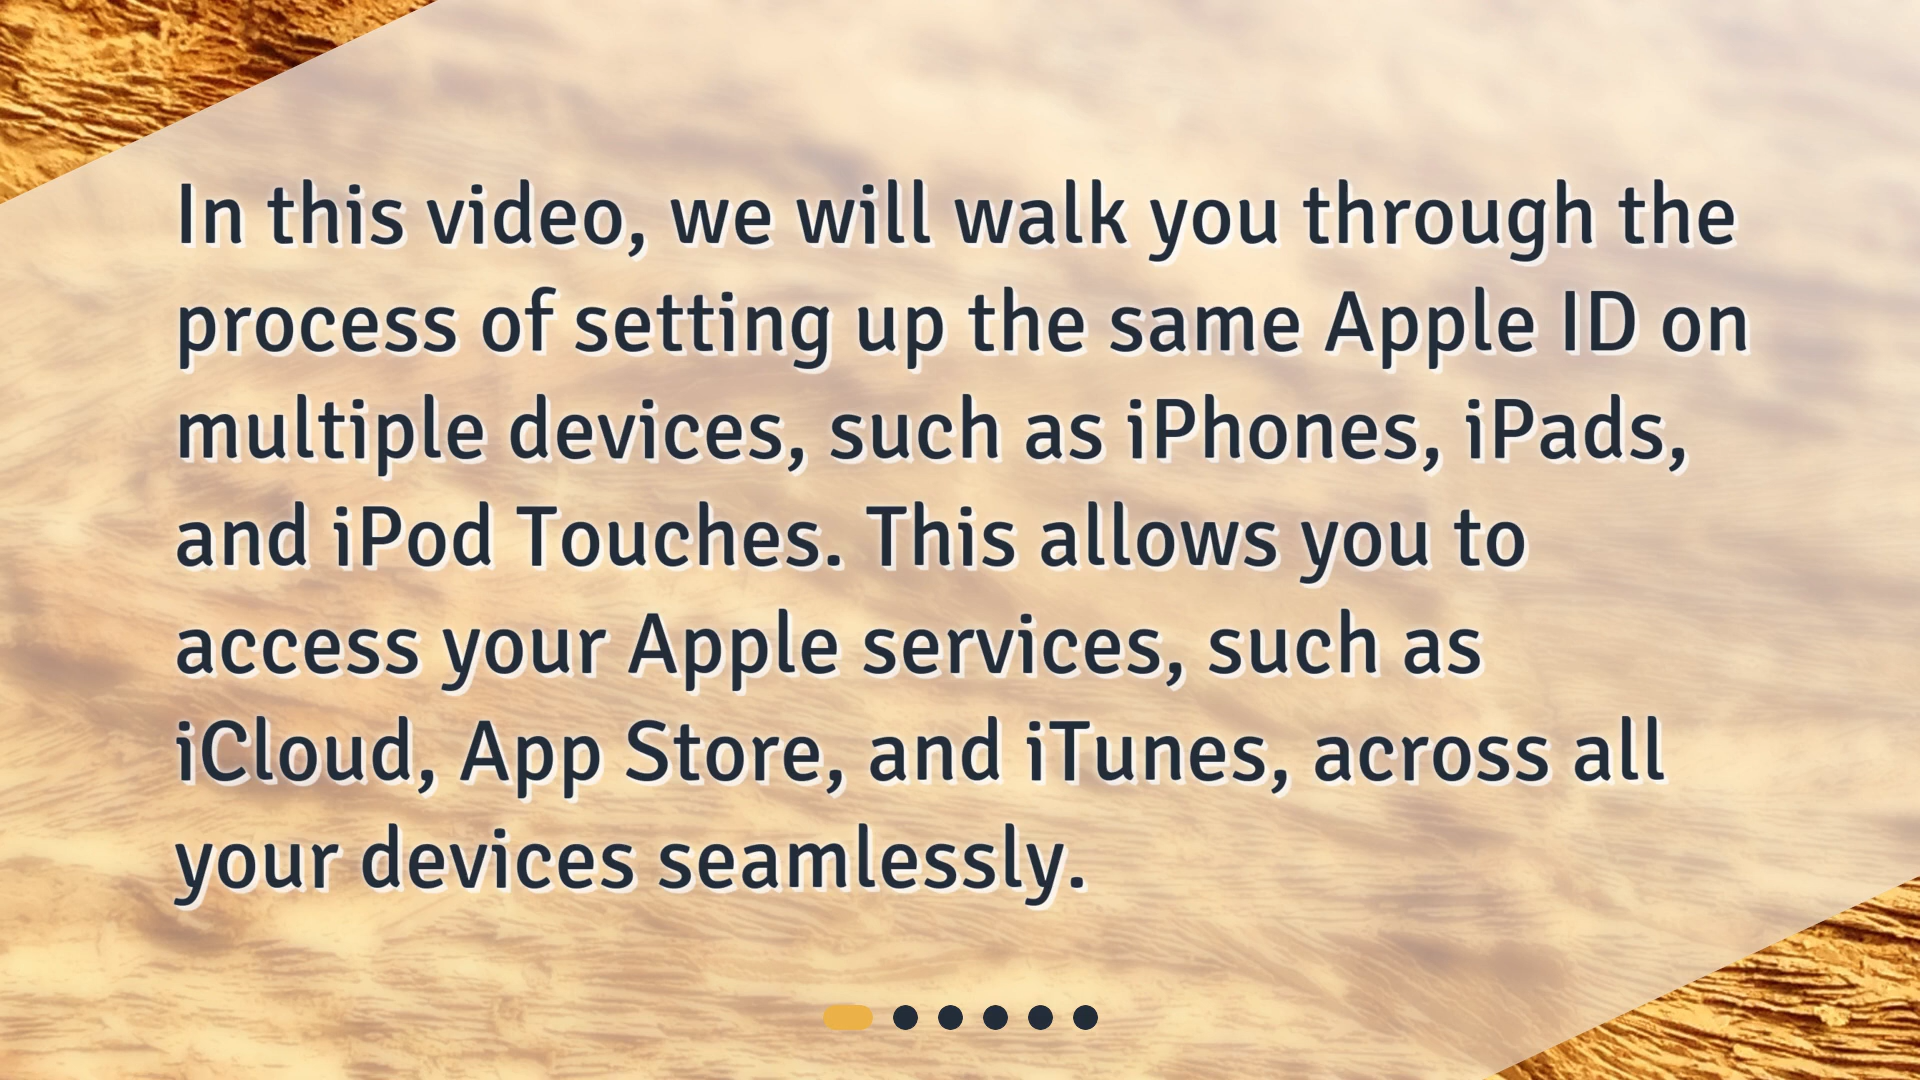 In this video, we will walk you through the
process of setting up the same Apple ID on
multiple devices, such as iPhones, iPads,
and iPod Touches. This allows you to
access your Apple services, such as
iCloud, App Store, and iTunes, across all
your devices seamlessly.